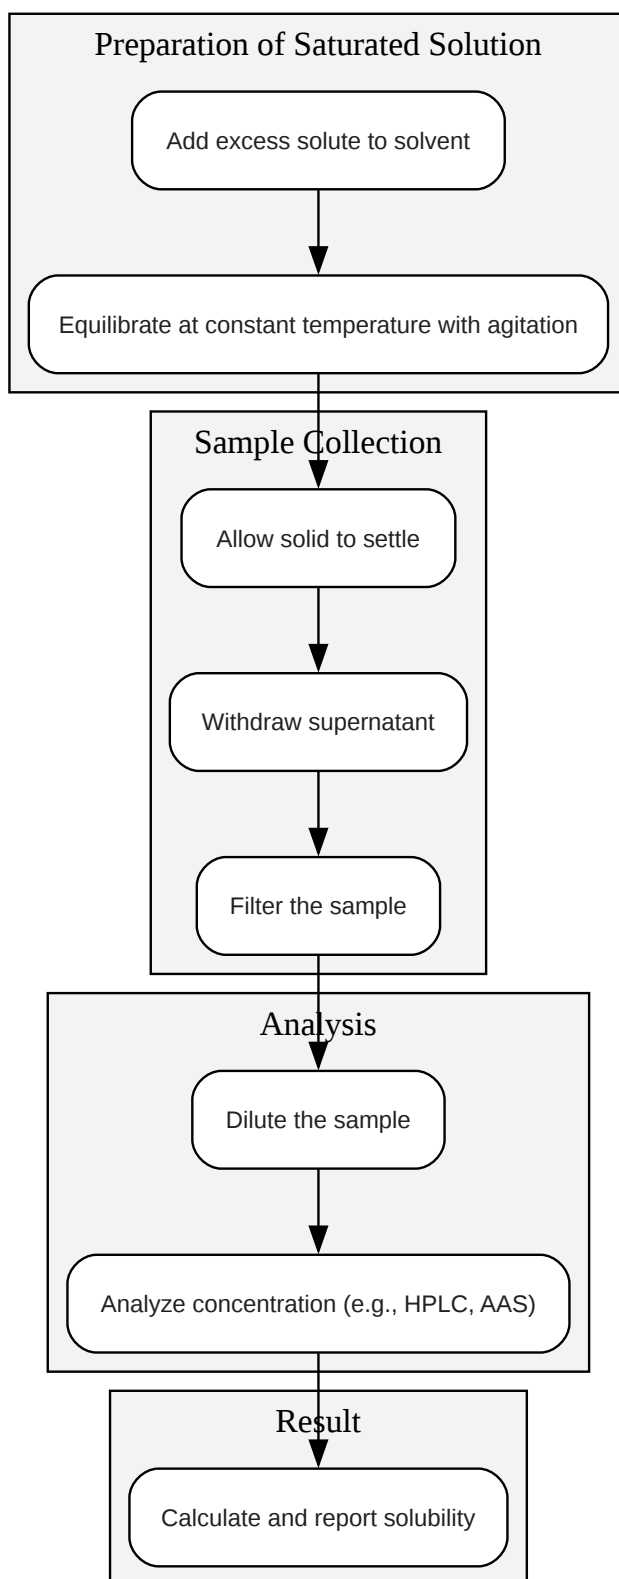 Preparation of Saturated Solution
Add excess solute to solvent
Equilibrate at constant temperature with agitation
Sample Collection
Allow solid to settle
Withdraw supernatant
Filter the sample
Analysis
Dilute the sample
Analyze concentration (e.g., HPLC, AAS)
Result
Calculate and report solubility